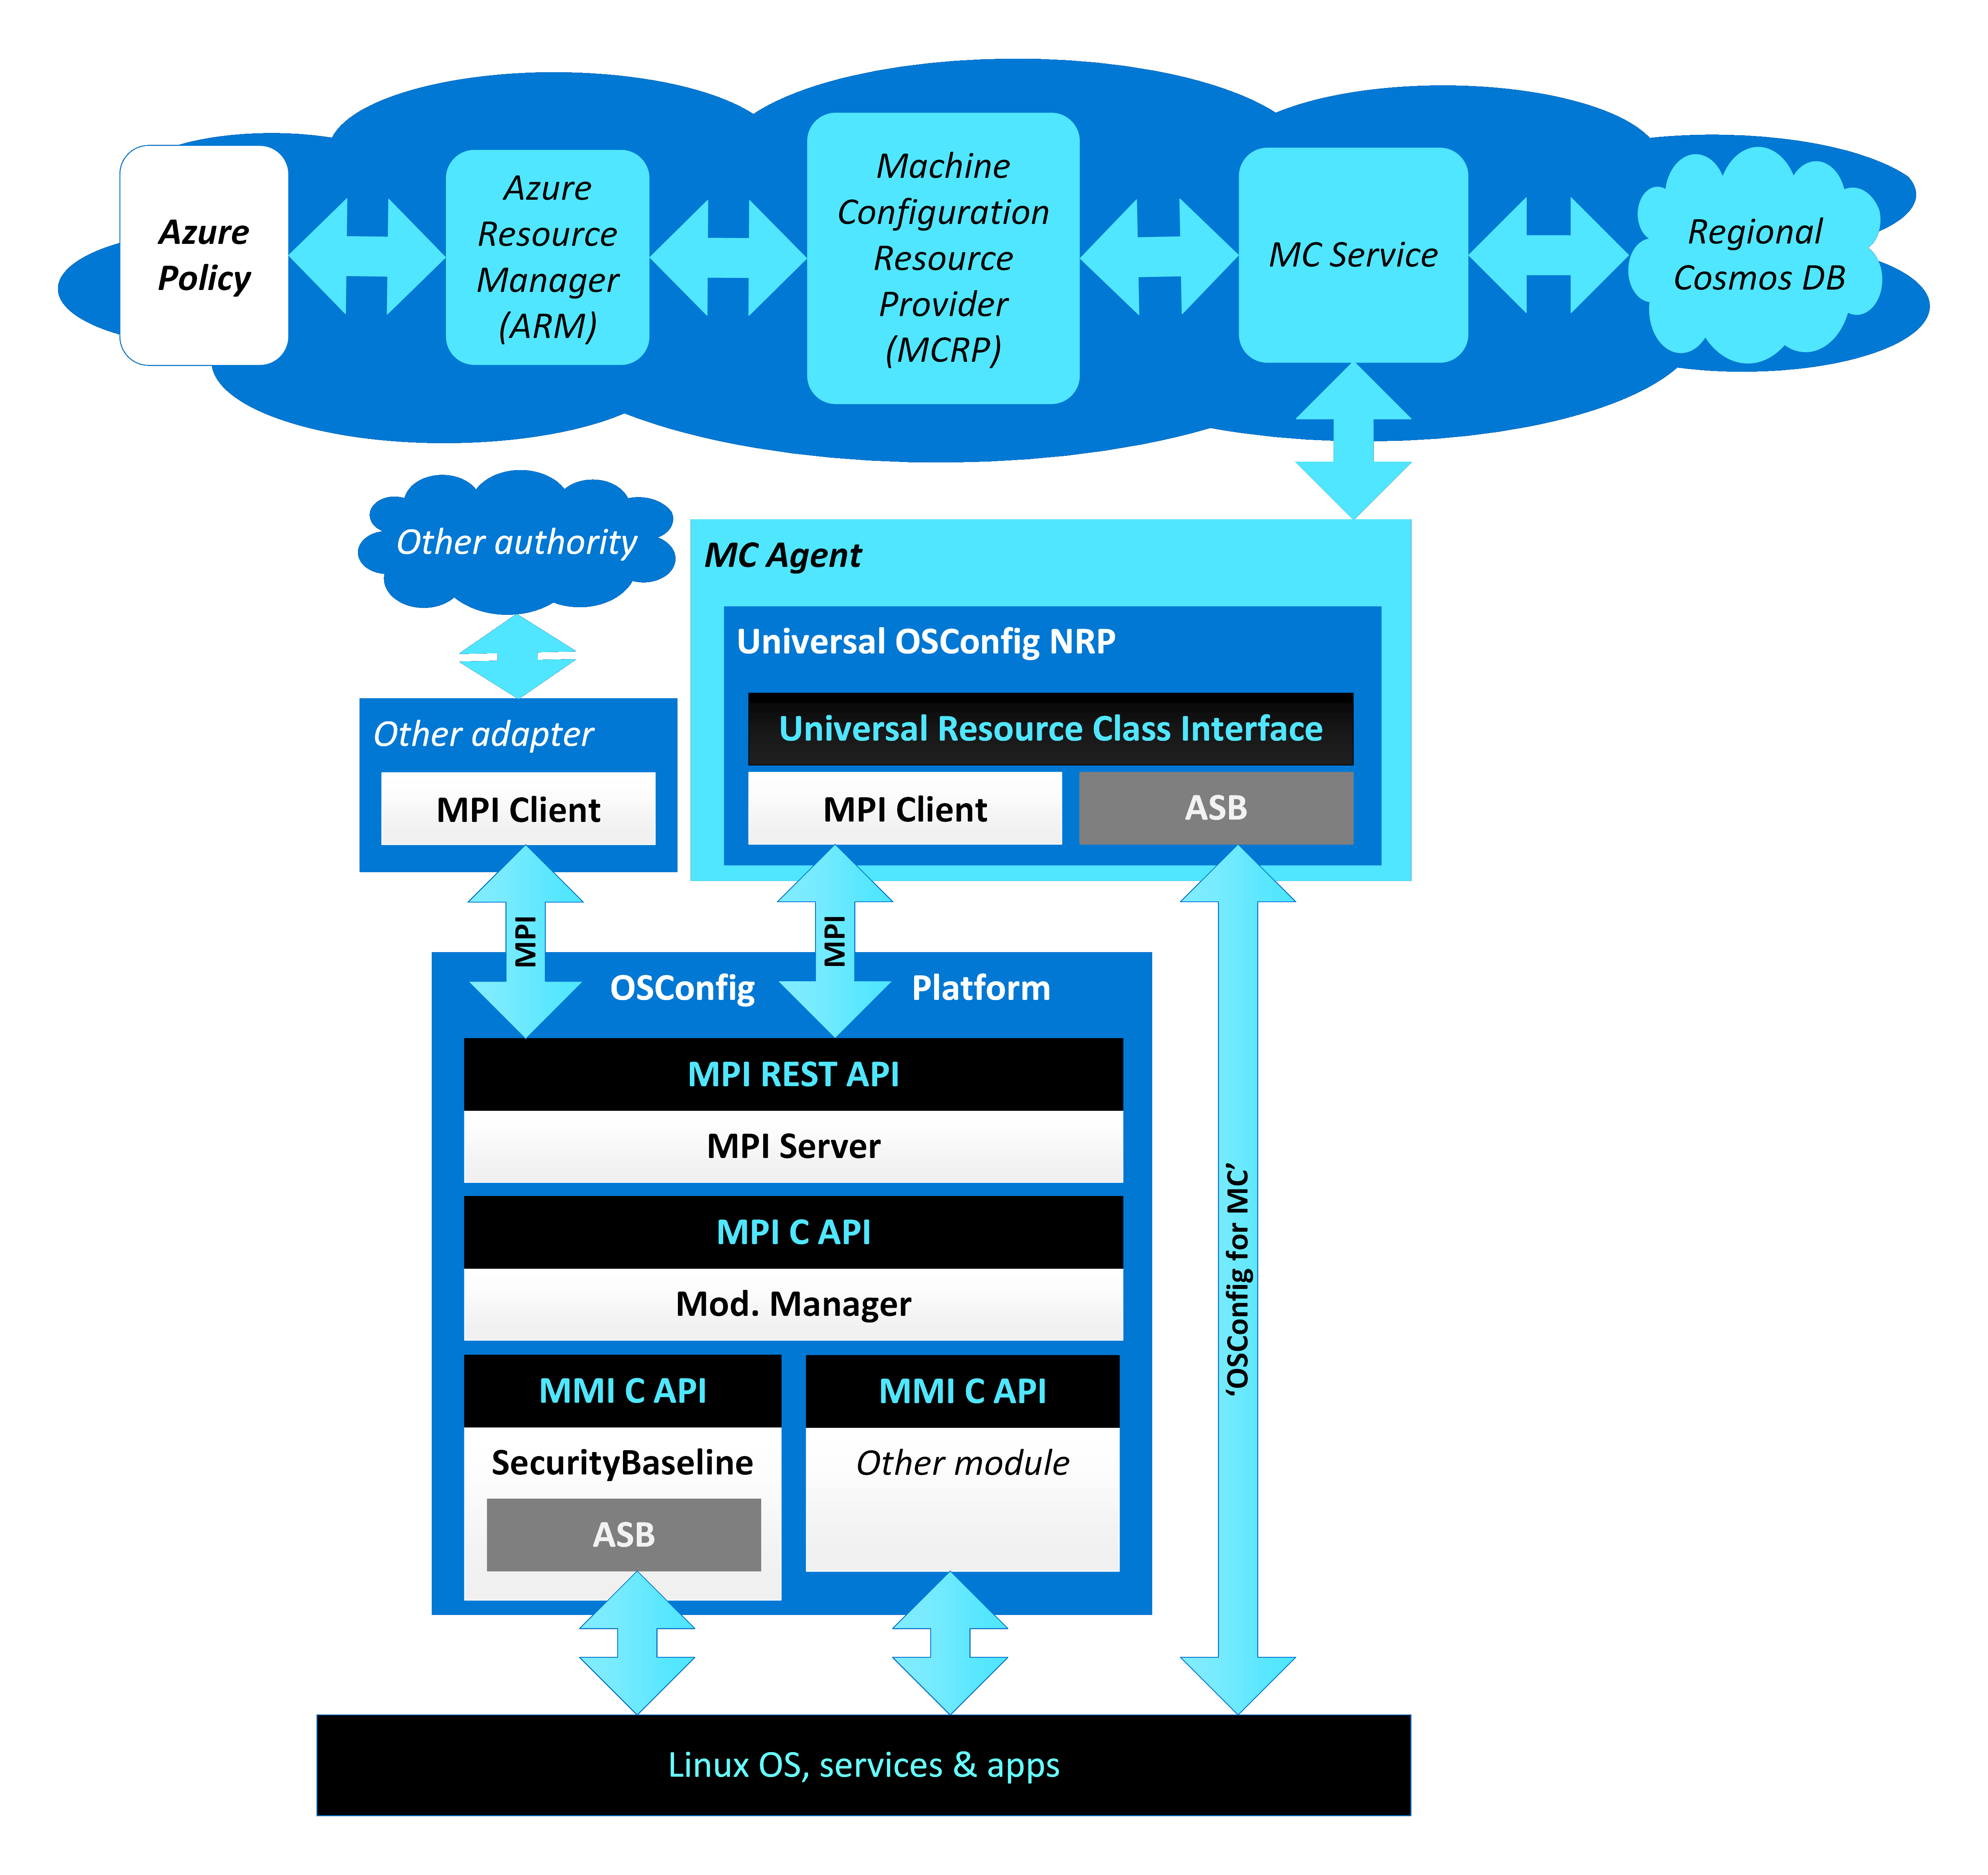 Azure
Policy
Azure
Resource
Manager
(ARM)
Machine
Configuration
Resource
Provider
(MCRP)
MC Service
Regional
Cosmos DB
Other authority
MC Agent
Universal OSConfig NRP
Other adapter
Universal Resource Class Interface
MPI Client
MPI Client
ASB
MPI
MPI
OSConfig
Platform
MPI REST API
MPI Server
MPI C API
Mod. Manager
‘OSConfig for MC’
MMI C API
MMI C API
SecurityBaseline
Other module
ASB
Linux OS, services & apps